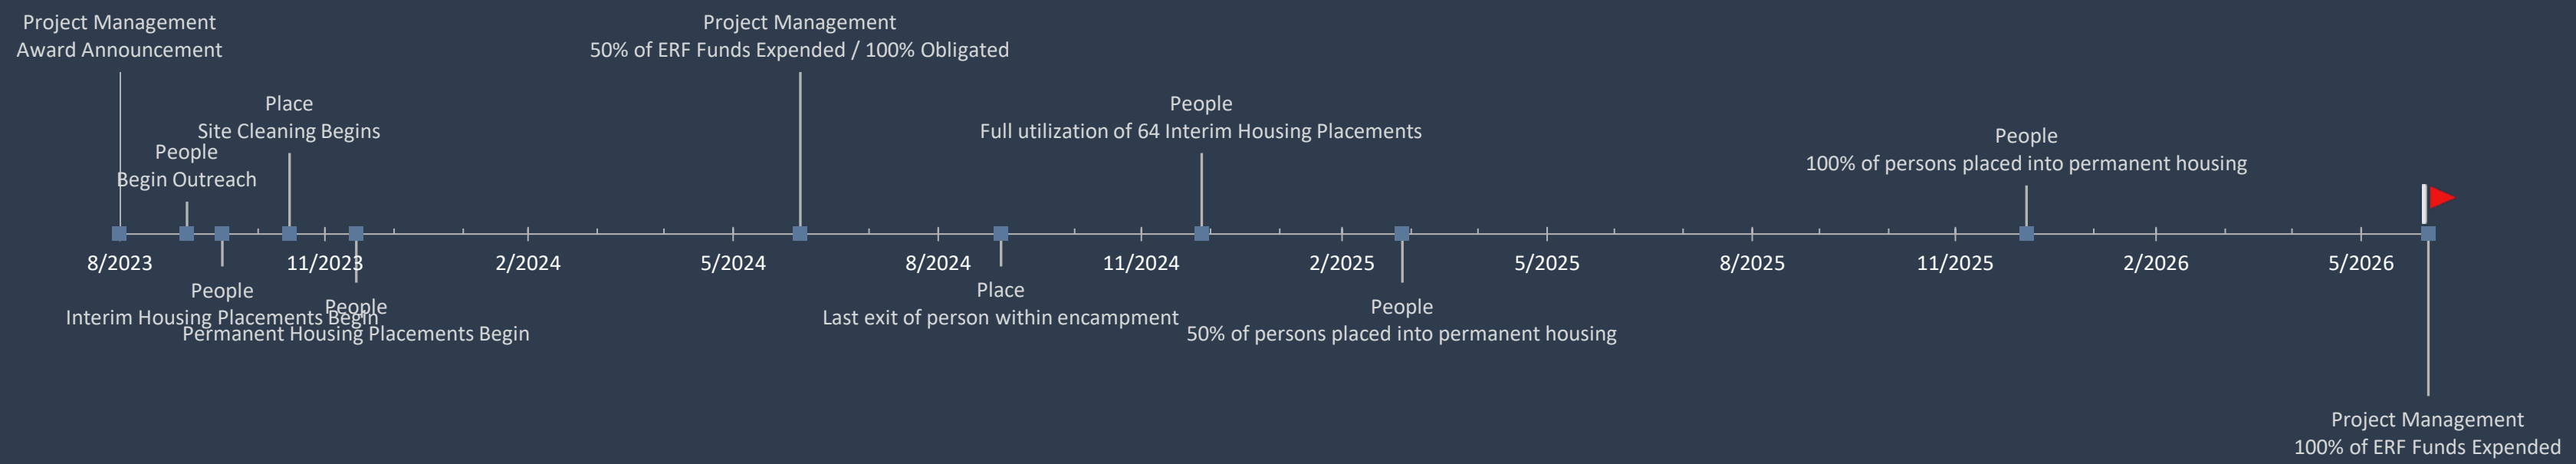 Project Management
Award Announcement
Project Management
50% of ERF Funds Expended / 100% Obligated
Place
Site Cleaning Begins
People
Begin Outreach
People
Full utilization of 64 Interim Housing Placements
People
100% of persons placed into permanent housing
8/2023
11/2023
2/2024
5/2024
8/2024
11/2024
2/2025
5/2025
8/2025
11/2025
2/2026
5/2026
People
Interim Housing Placements Begin
People
Permanent Housing Placements Begin
Place
Last exit of person within encampment
People
50% of persons placed into permanent housing
Project Management
100% of ERF Funds Expended